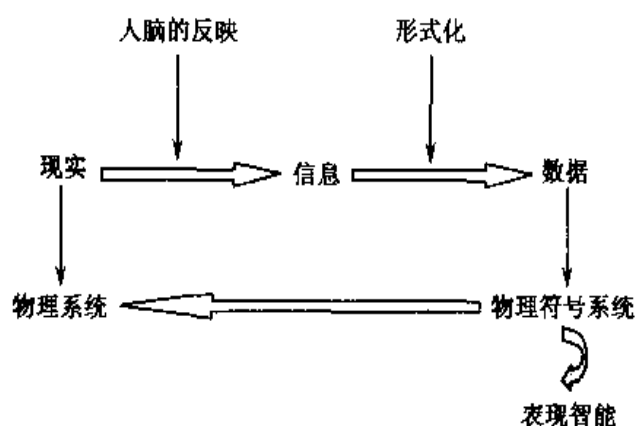 人脑的反映 形式化
现实 信息 数据
物理系统 物理符号系统
表现智能